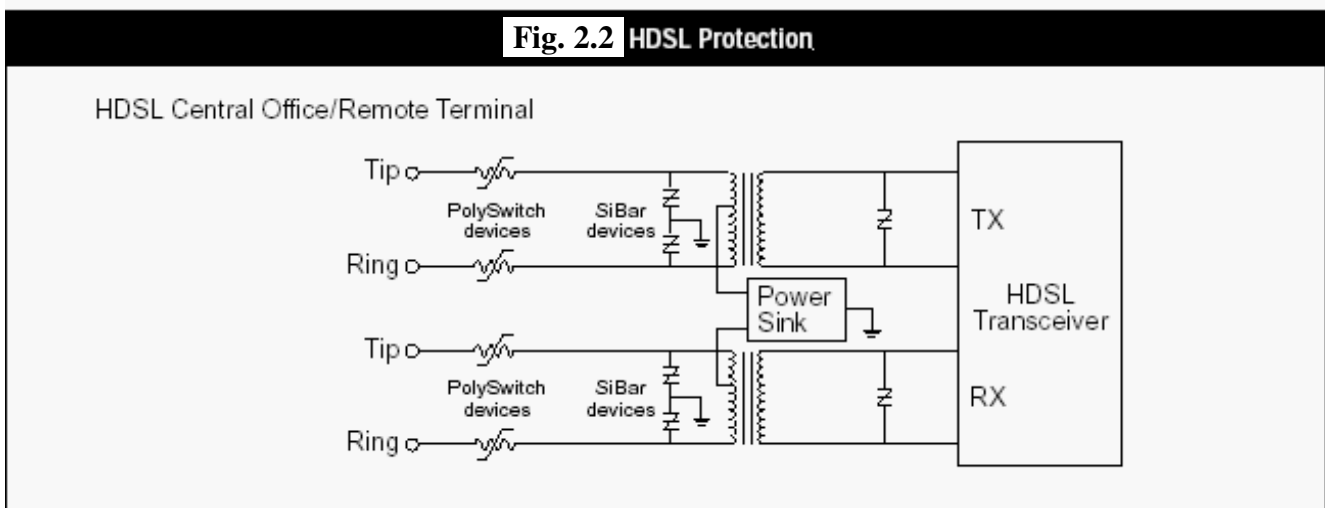 Fig. 2.2 HDSL Protection
HDSL Central Office/Remote Terminal
Tip
PolySwitch
devices
SiBar
devices
Ring
TX
Power
Sink
HDSL
Transceiver
Tip
PolySwitch
devices
SiBar
devices
Ring
RX